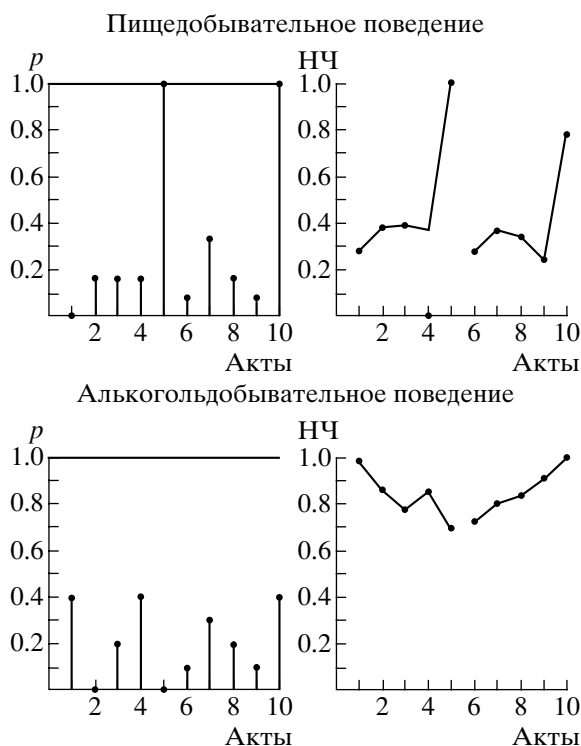 Пищедобывательное поведение
p НЧ
1.0 1.0
0.8 0.8
0.6 0.6
0.4 0.4
0.2 0.2
2 4 6 8 10 2 4 6 8 10
Акты Акты
Алькогольдобывательное поведение
p НЧ
1.0 1.0
0.8 0.8
0.6 0.6
0.4 0.4
0.2 0.2
2 4 6 8 10 2 4 6 8 10
Акты Акты